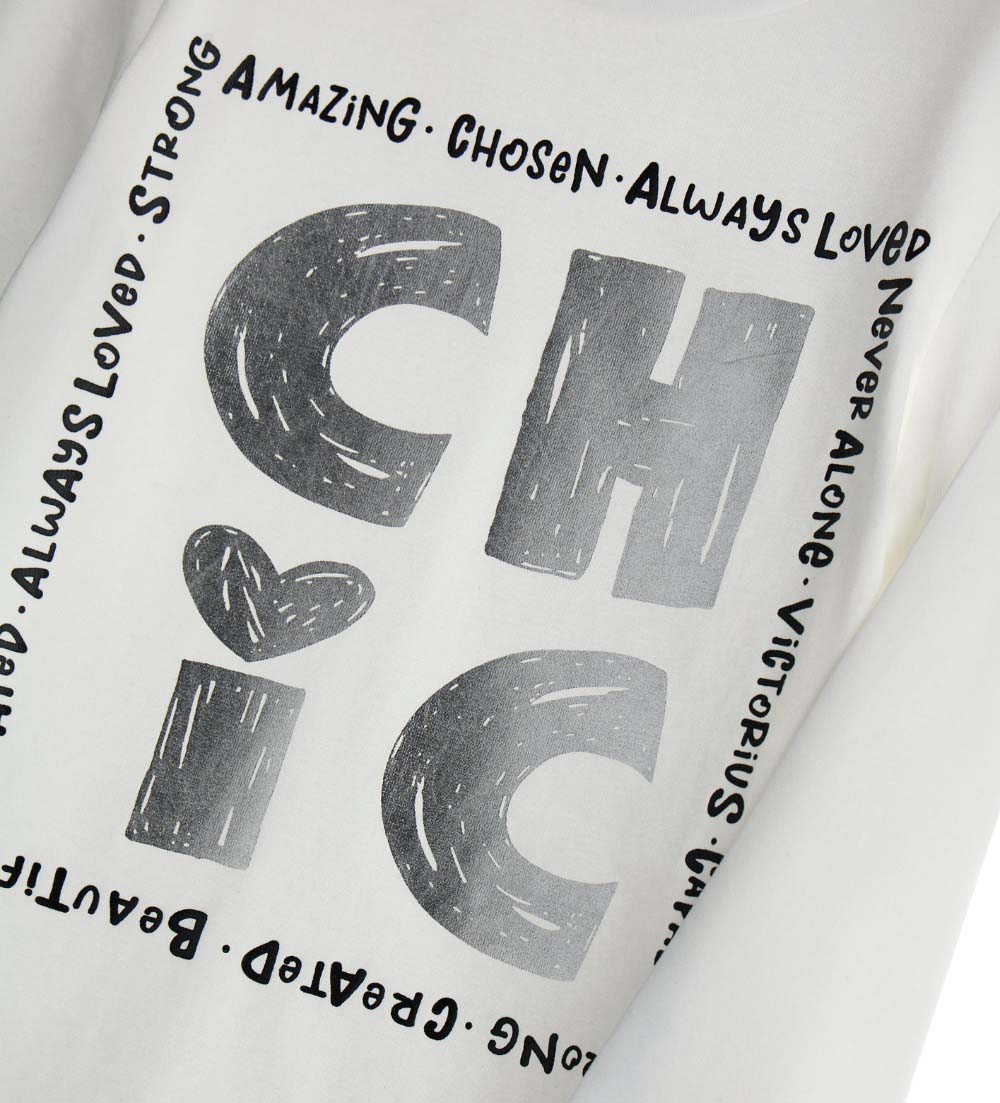 AMAZiNG · CHOSeN · ALWAYS LOVeD
NeVeR ALONe · ViCTORiUS ·
· CReATeD · BeAUTiF
· ALWAYS LOVeD · STRONG
CH
iC